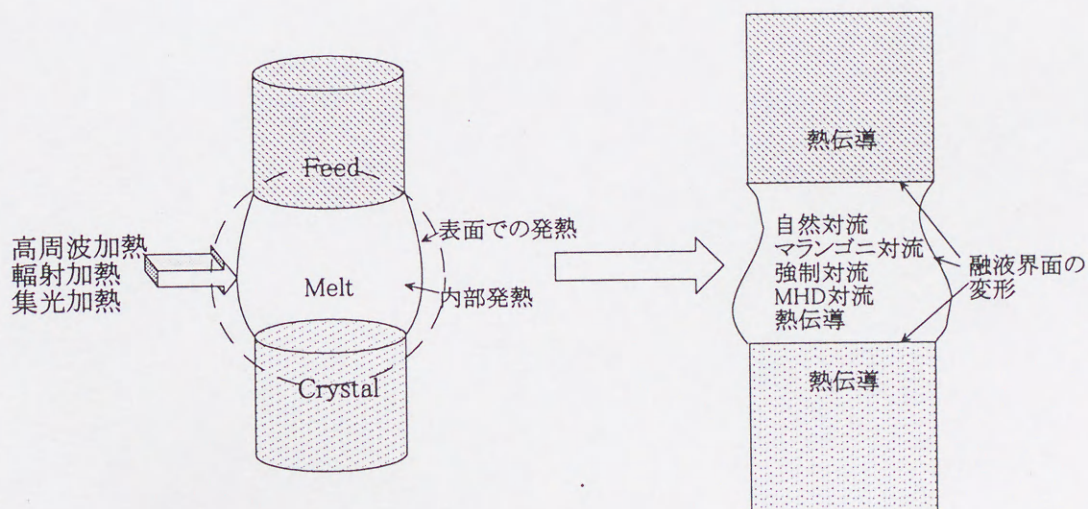 Feed
表面での発熱
高周波加熱
輻射加熱
集光加熱
Melt
内部発熱
Crystal
熱伝導
自然対流
マランゴニ対流
強制対流
MHD対流
熱伝導
融液界面の
変形
熱伝導